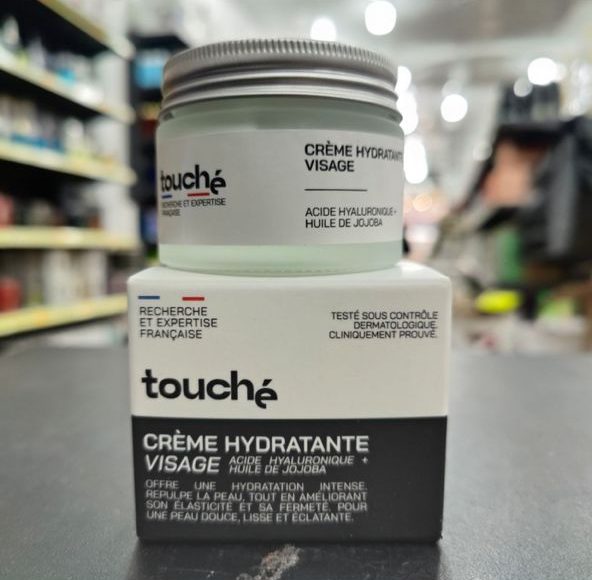 CRÈME HYDRATANTE
VISAGE
touché
RECHERCHE ET EXPERTISE
FRANÇAISE
ACIDE HYALURONIQUE +
HUILE DE JOJOBA
RECHERCHE
ET EXPERTISE
FRANÇAISE
TESTÉ SOUS CONTRÔLE
DERMATOLOGIQUE.
CLINIQUEMENT PROUVÉ.
touché
CRÈME HYDRATANTE
VISAGE ACIDE HYALURONIQUE +
HUILE DE JOJOBA
OFFRE UNE HYDRATATION INTENSE.
REPULPE LA PEAU, TOUT EN AMÉLIORANT
SON ÉLASTICITÉ ET SA FERMETÉ, POUR
UNE PEAU DOUCE, LISSE ET ÉCLATANTE.